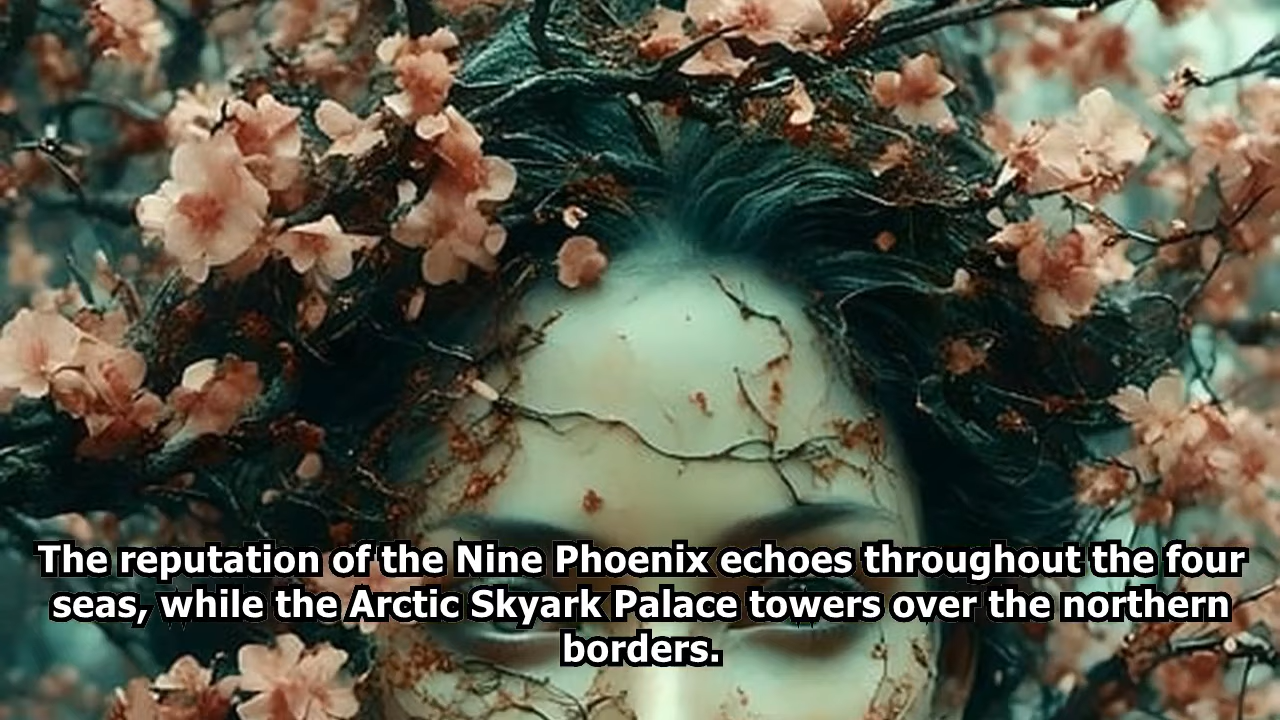 The reputation of the Nine Phoenix echoes throughout the four
seas, while the Arctic Skyark Palace towers over the northern
borders.